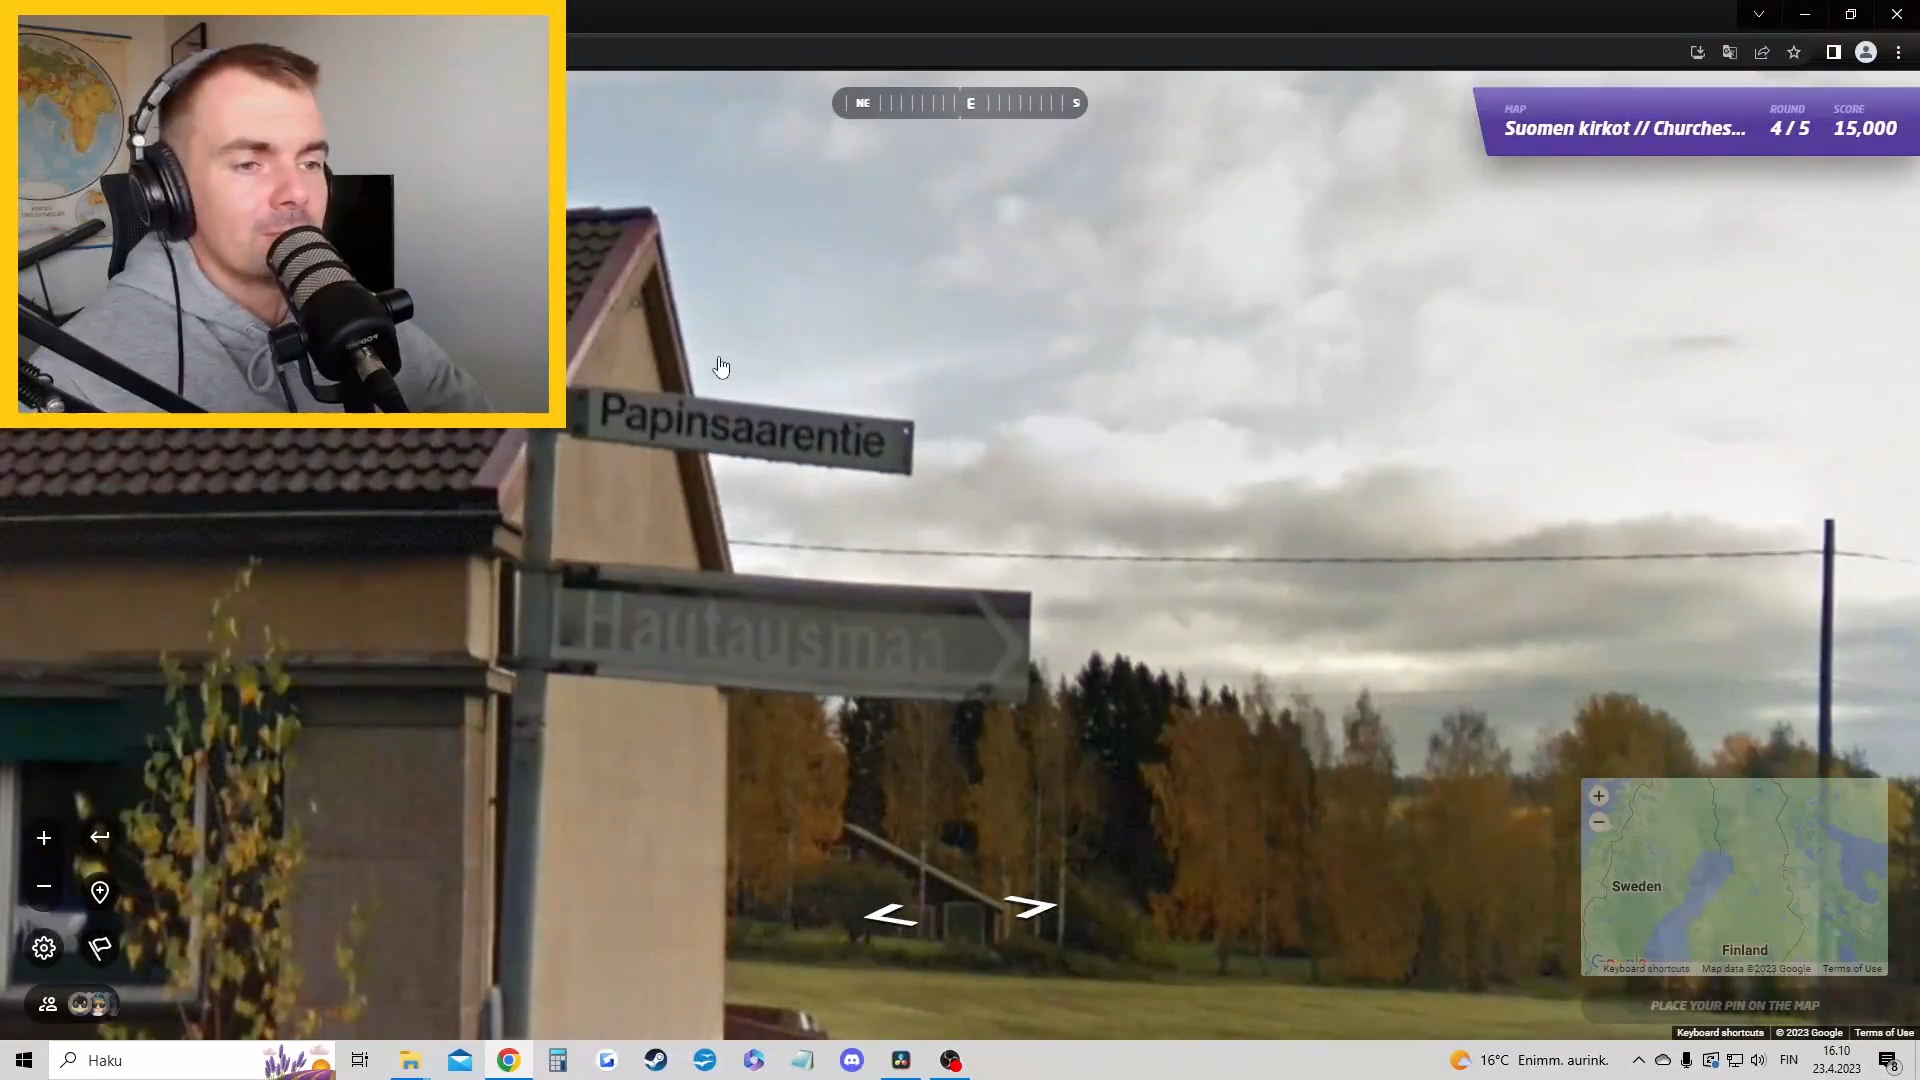 NE E S
MAP
Suomen kirkot // Churches...
ROUND
4 / 5
SCORE
15,000
Papinsaarentie
Hautausmaa
Sweden
Finland
Google
Keyboard shortcuts Map data ©2023 Google Terms of Use
PLACE YOUR PIN ON THE MAP
Keyboard shortcuts © 2023 Google Terms of Use
Haku
16°C Enimm. aurink.
FIN
16.10
23.4.2023
8